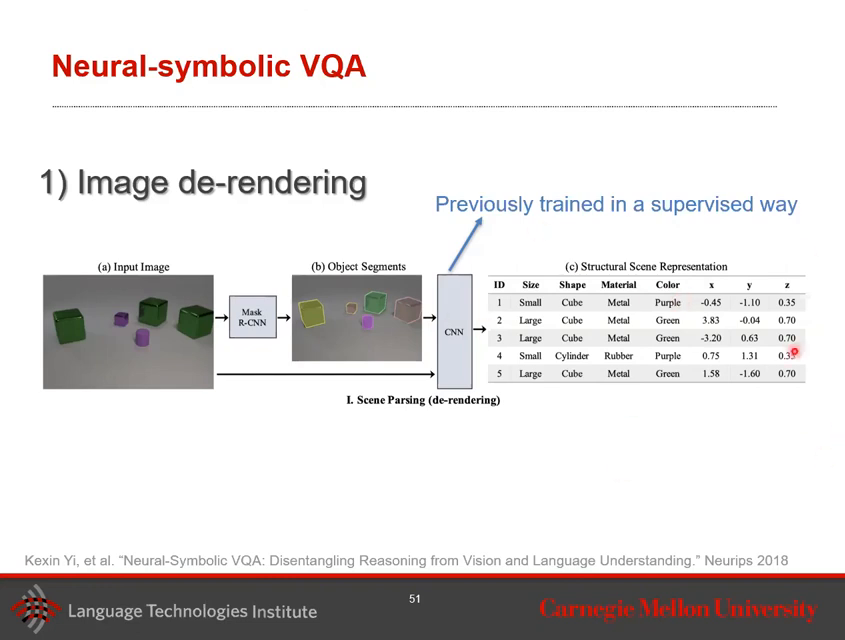 Neural-symbolic VQA
1) Image de-rendering
Previously trained in a supervised way
(a) Input Image
(b) Object Segments
(c) Structural Scene Representation
Mask
R-CNN
CNN
ID Size Shape Material Color x y z
1 Small Cube Metal Purple -0.45 -1.10 0.35
2 Large Cube Metal Green 3.83 -0.04 0.70
3 Large Cube Metal Green -3.20 0.63 0.70
4 Small Cylinder Rubber Purple 0.75 1.31 0.35
5 Large Cube Metal Green 1.58 -1.60 0.70
I. Scene Parsing (de-rendering)
Kexin Yi, et al. “Neural-Symbolic VQA: Disentangling Reasoning from Vision and Language Understanding.” Neurips 2018
51
Language Technologies Institute
Carnegie Mellon University